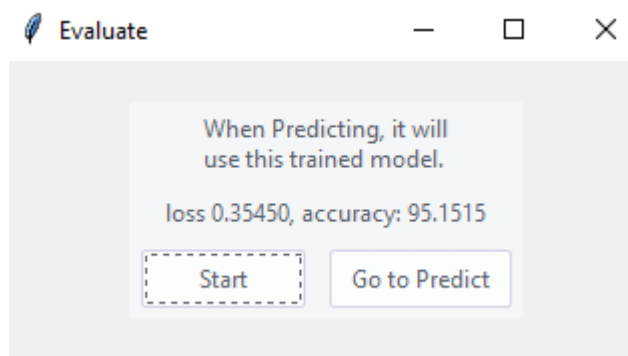 Evaluate
When Predicting, it will
use this trained model.
loss 0.35450, accuracy: 95.1515
Start
Go to Predict